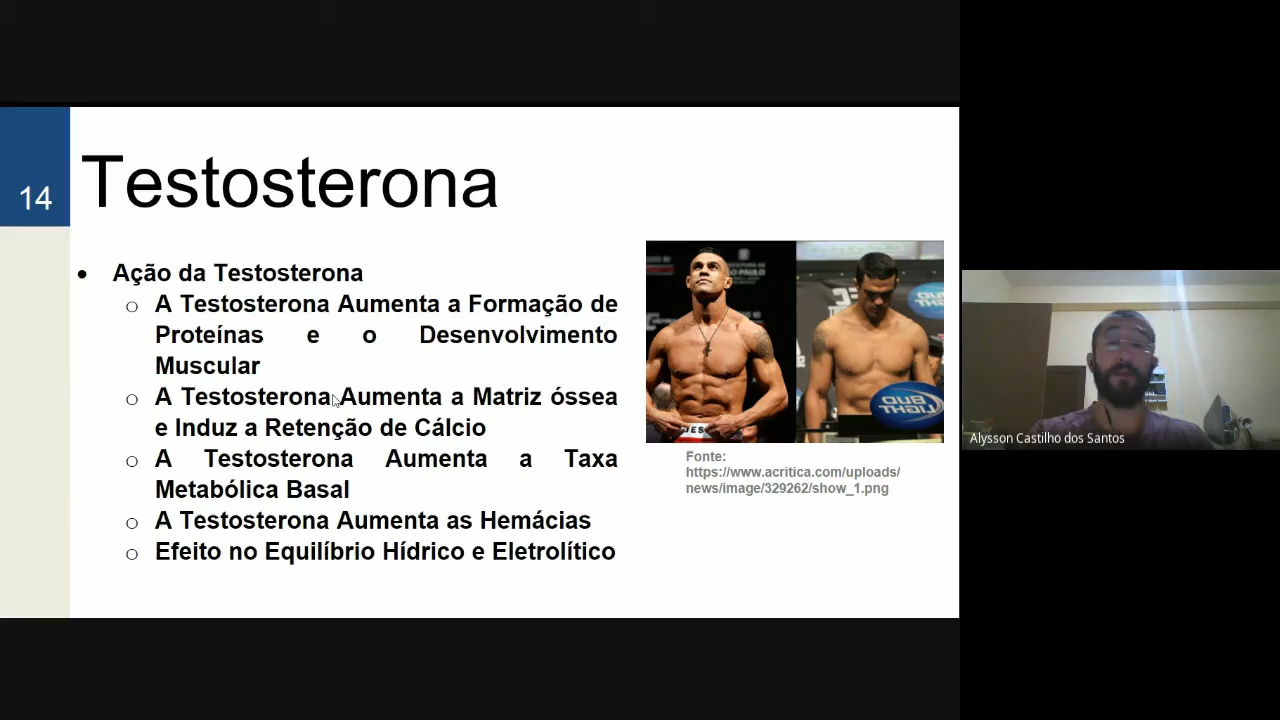 14
Testosterona
• Ação da Testosterona
○ A Testosterona Aumenta a Formação de
Proteínas e o Desenvolvimento
Muscular
○ A Testosterona Aumenta a Matriz óssea
e Induz a Retenção de Cálcio
○ A Testosterona Aumenta a Taxa
Metabólica Basal
○ A Testosterona Aumenta as Hemácias
○ Efeito no Equilíbrio Hídrico e Eletrolítico
BUD
LIGHT
Fonte:
https://www.acritica.com/uploads/
news/image/329262/show_1.png
Alysson Castilho dos Santos